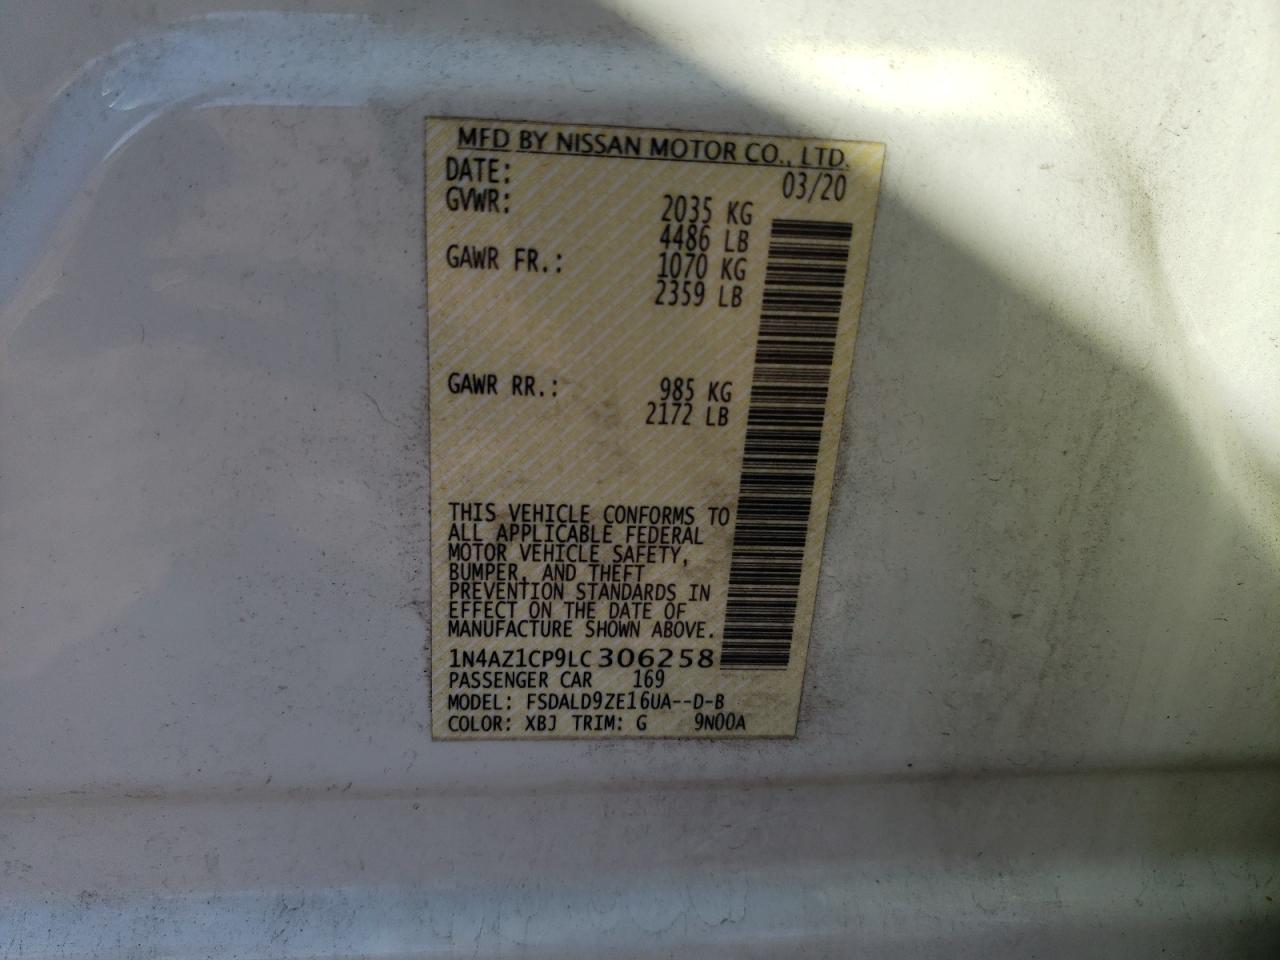 MFD BY NISSAN MOTOR CO., LTD.
DATE: 03/20
GVWR: 2035 KG
4486 LB
GAWR FR.: 1070 KG
2359 LB
GAWR RR.: 985 KG
2172 LB
THIS VEHICLE CONFORMS TO
ALL APPLICABLE FEDERAL
MOTOR VEHICLE SAFETY,
BUMPER, AND THEFT
PREVENTION STANDARDS IN
EFFECT ON THE DATE OF
MANUFACTURE SHOWN ABOVE.
1N4AZ1CP9LC306258
PASSENGER CAR 169
MODEL: FSDALD9ZE16UA--D-B
COLOR: XBJ TRIM: G 9N00A